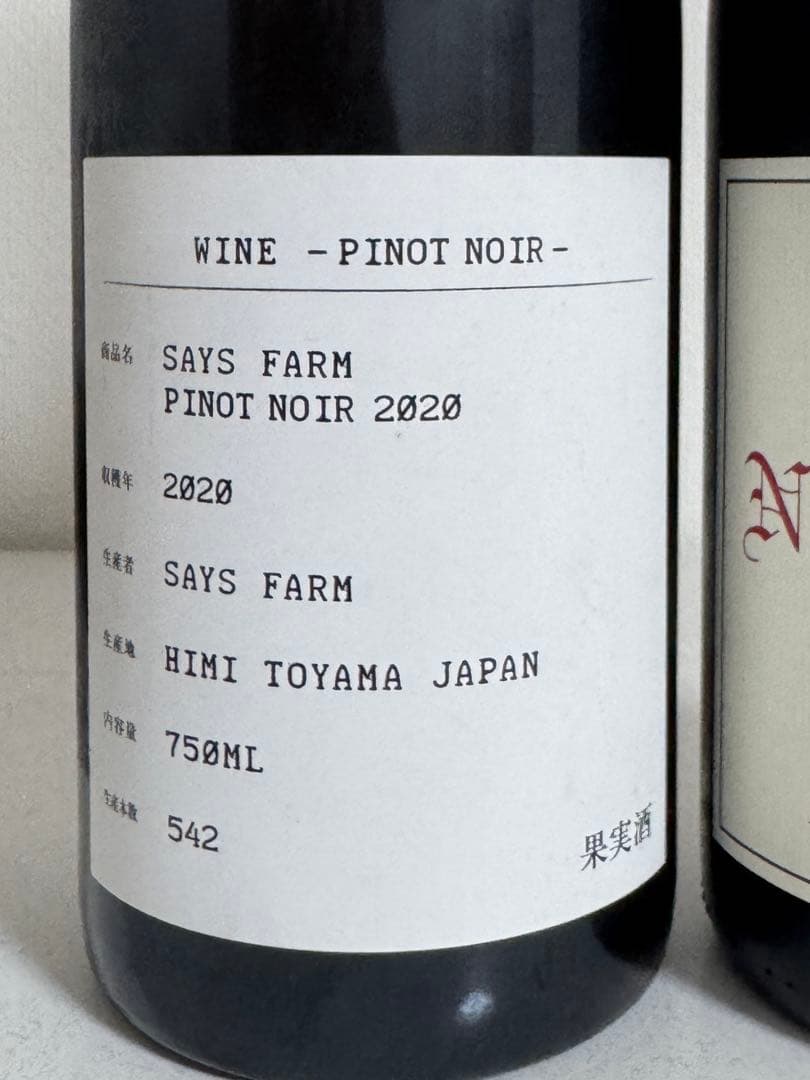 WINE -PINOT NOIR-
商品名 SAYS FARM
PINOT NOIR 2020
収穫年 2020
生産者 SAYS FARM
生産地 HIMI TOYAMA JAPAN
内容量 750ML
生産本数 542
果実酒